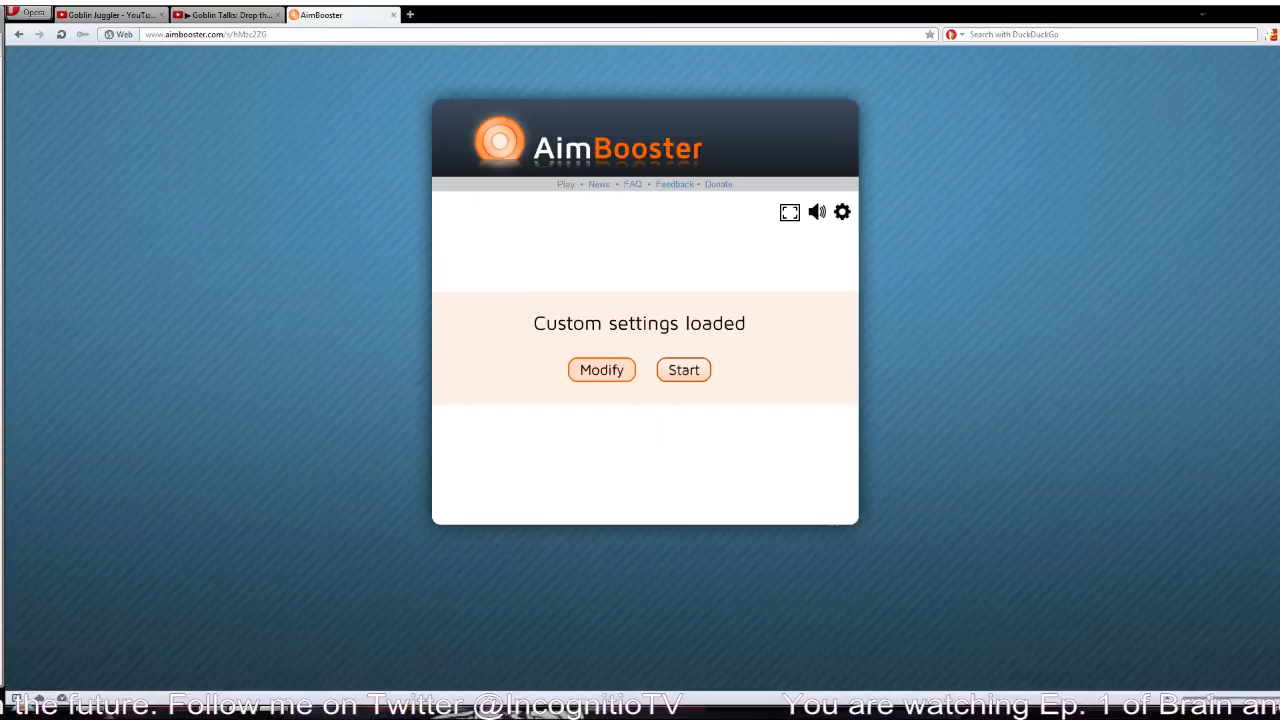 Opera
Goblin Juggler - YouTu...
▶ Goblin Talks: Drop th...
AimBooster
Web
www.aimbooster.com/s/hMzc2ZG
Search with DuckDuckGo
AimBooster
Play • News • FAQ • Feedback • Donate
Custom settings loaded
Modify
Start
the future. Follow me on Twitter @IncognitioTV You are watching Ep. 1 of Brain an